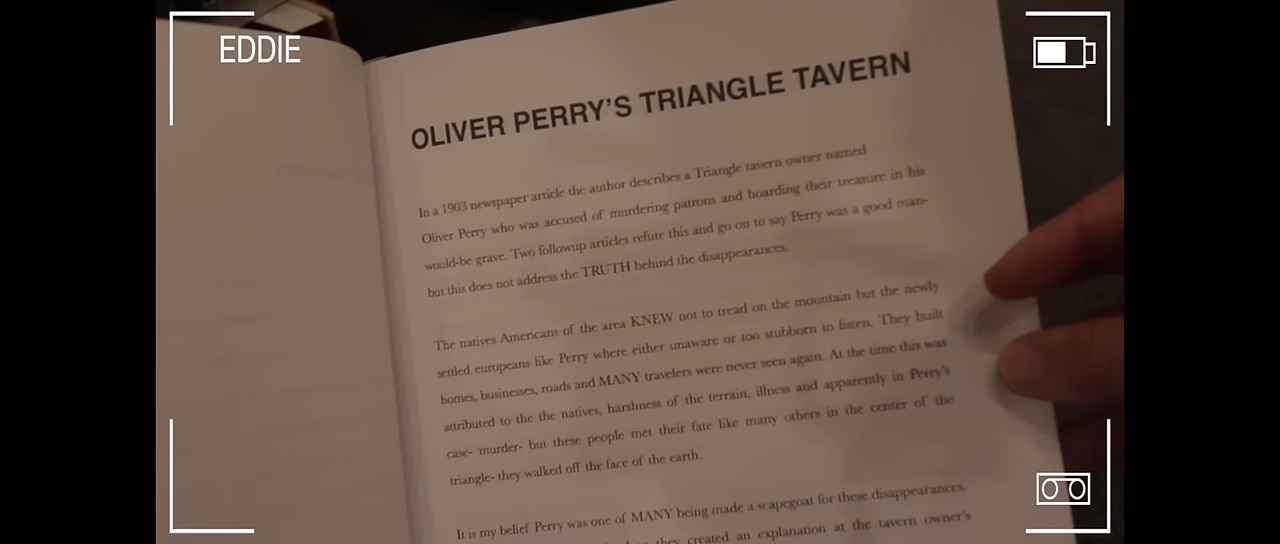 EDDIE
OLIVER PERRY'S TRIANGLE TAVERN
In a 1903 newspaper article the author describes a Triangle tavern owner named
Oliver Perry who was accused of murdering patrons and hoarding their treasure in his
would-be grave. Two followup articles refute this and go on to say Perry was a good man-
but this does not address the TRUTH behind the disappearances.
The natives Americans of the area KNEW not to tread on the mountain but the newly
settled europeans like Perry where either unaware or too stubborn to listen. They built
homes, businesses, roads and MANY travelers were never seen again. At the time this was
attributed to the the natives, harshness of the terrain, illness and apparently in Perry's
case- murder- but these people met their fate like many others in the center of the
triangle- they walked off the face of the earth.
It is my belief Perry was one of MANY being made a scapegoat for these disappearances.
they created an explanation at the tavern owner's